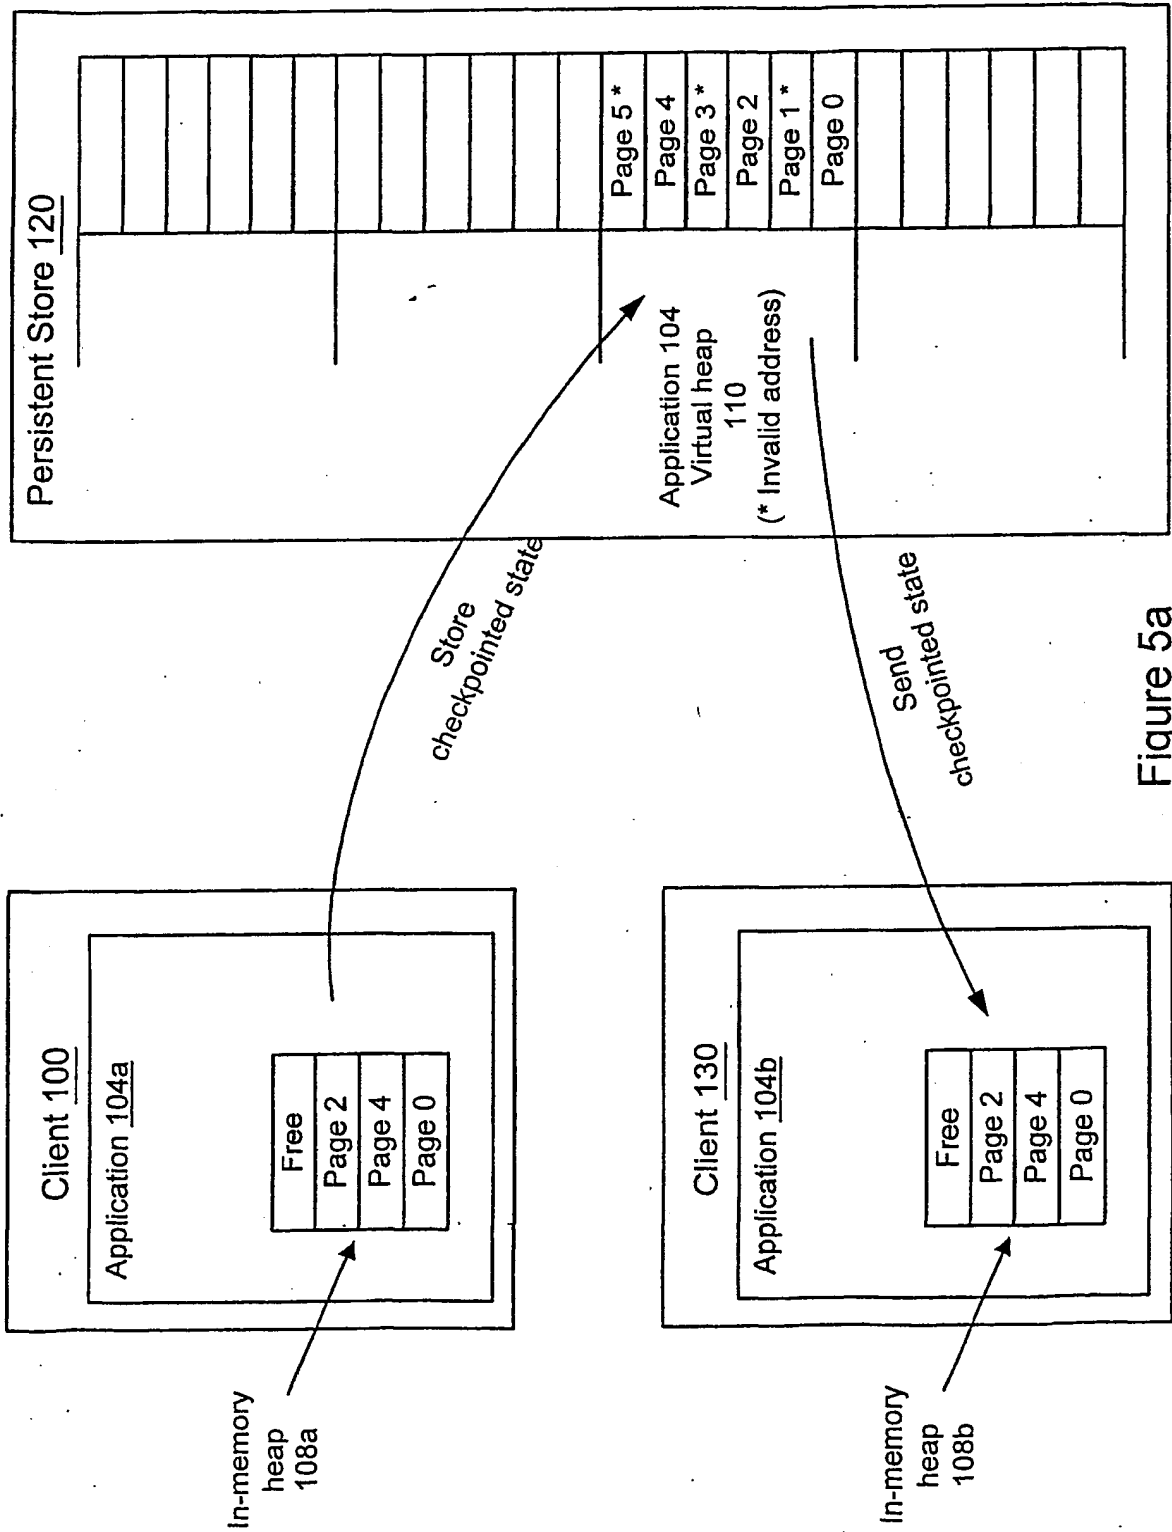 Client 100
Application 104a
Free
Page 2
Page 4
Page 0
In-memory
heap
108a
Store
checkpointed state
Persistent Store 120
Application 104
Virtual heap
110
(* Invalid address)
Page 5 *
Page 4
Page 3 *
Page 2
Page 1 *
Page 0
Client 130
Application 104b
Free
Page 2
Page 4
Page 0
In-memory
heap
108b
Send
checkpointed state
Figure 5a